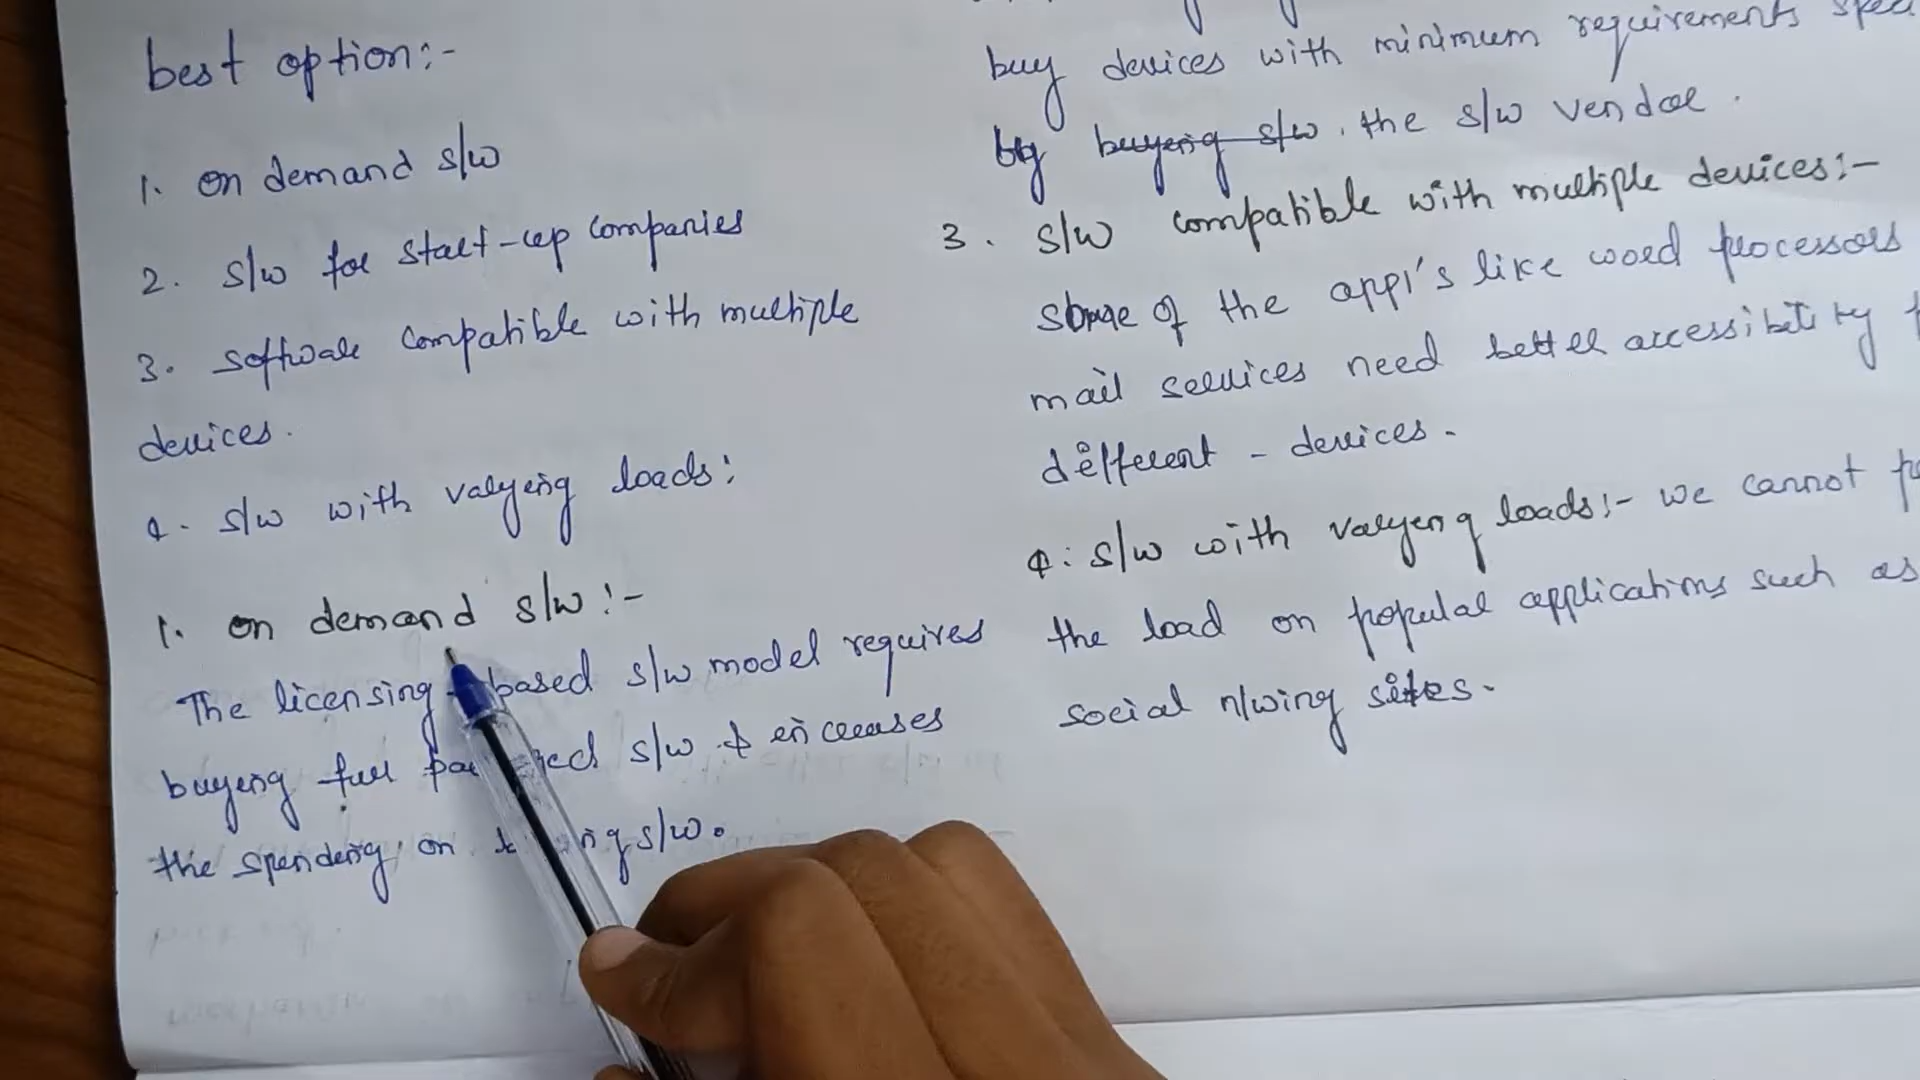 best option:-
1. on demand s/w
2. s/w for start-up companies
3. software compatible with multiple
devices.
4. s/w with varying loads:
1. on demand s/w :-
The licensing-based s/w model requires
buying full s/w & increases
the spending on s/w.
buy devices with minimum requirements
by buying s/w. the s/w vendor.
3. s/w compatible with multiple devices:-
some of the appl's like word processors
mail services need better accessibility
different - devices.
4: s/w with varying loads:- we cannot
the load on popular applications such as
social n/wing sites.